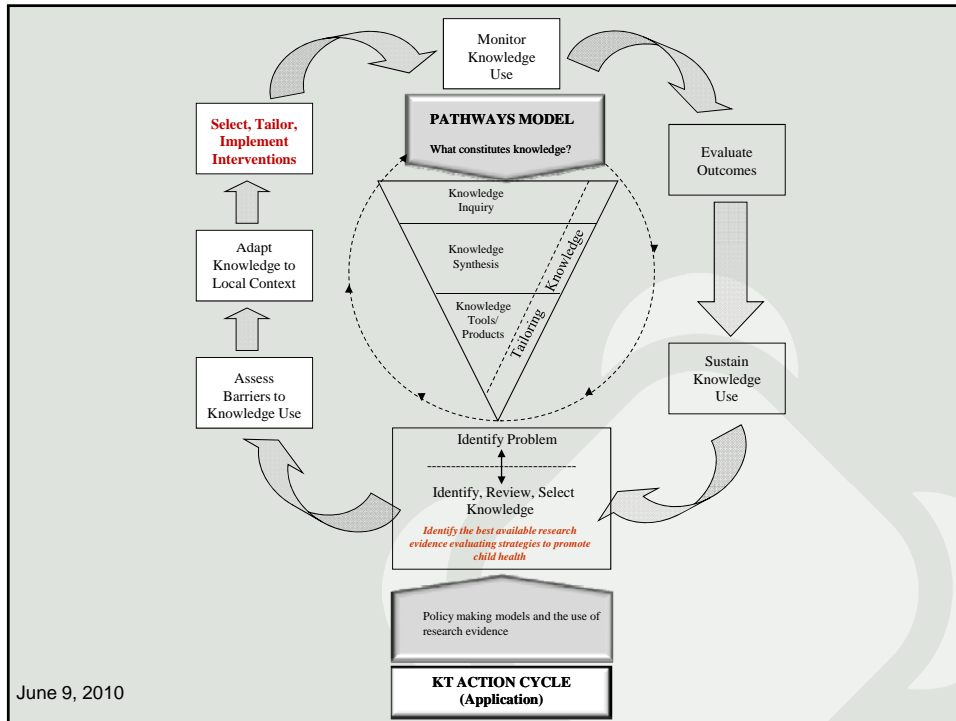 Monitor
Knowledge
Use
Select, Tailor,
Implement
Interventions
PATHWAYS MODEL
What constitutes knowledge?
Evaluate
Outcomes
Knowledge
Inquiry
Adapt
Knowledge to
Local Context
Knowledge
Synthesis
Knowledge
Tools/
Products
Tailoring
Knowledge
Assess
Barriers to
Knowledge Use
Sustain
Knowledge
Use
Identify Problem
Identify, Review, Select
Knowledge
Identify the best available research
evidence evaluating strategies to promote
child health
Policy making models and the use of
research evidence
KT ACTION CYCLE
(Application)
June 9, 2010